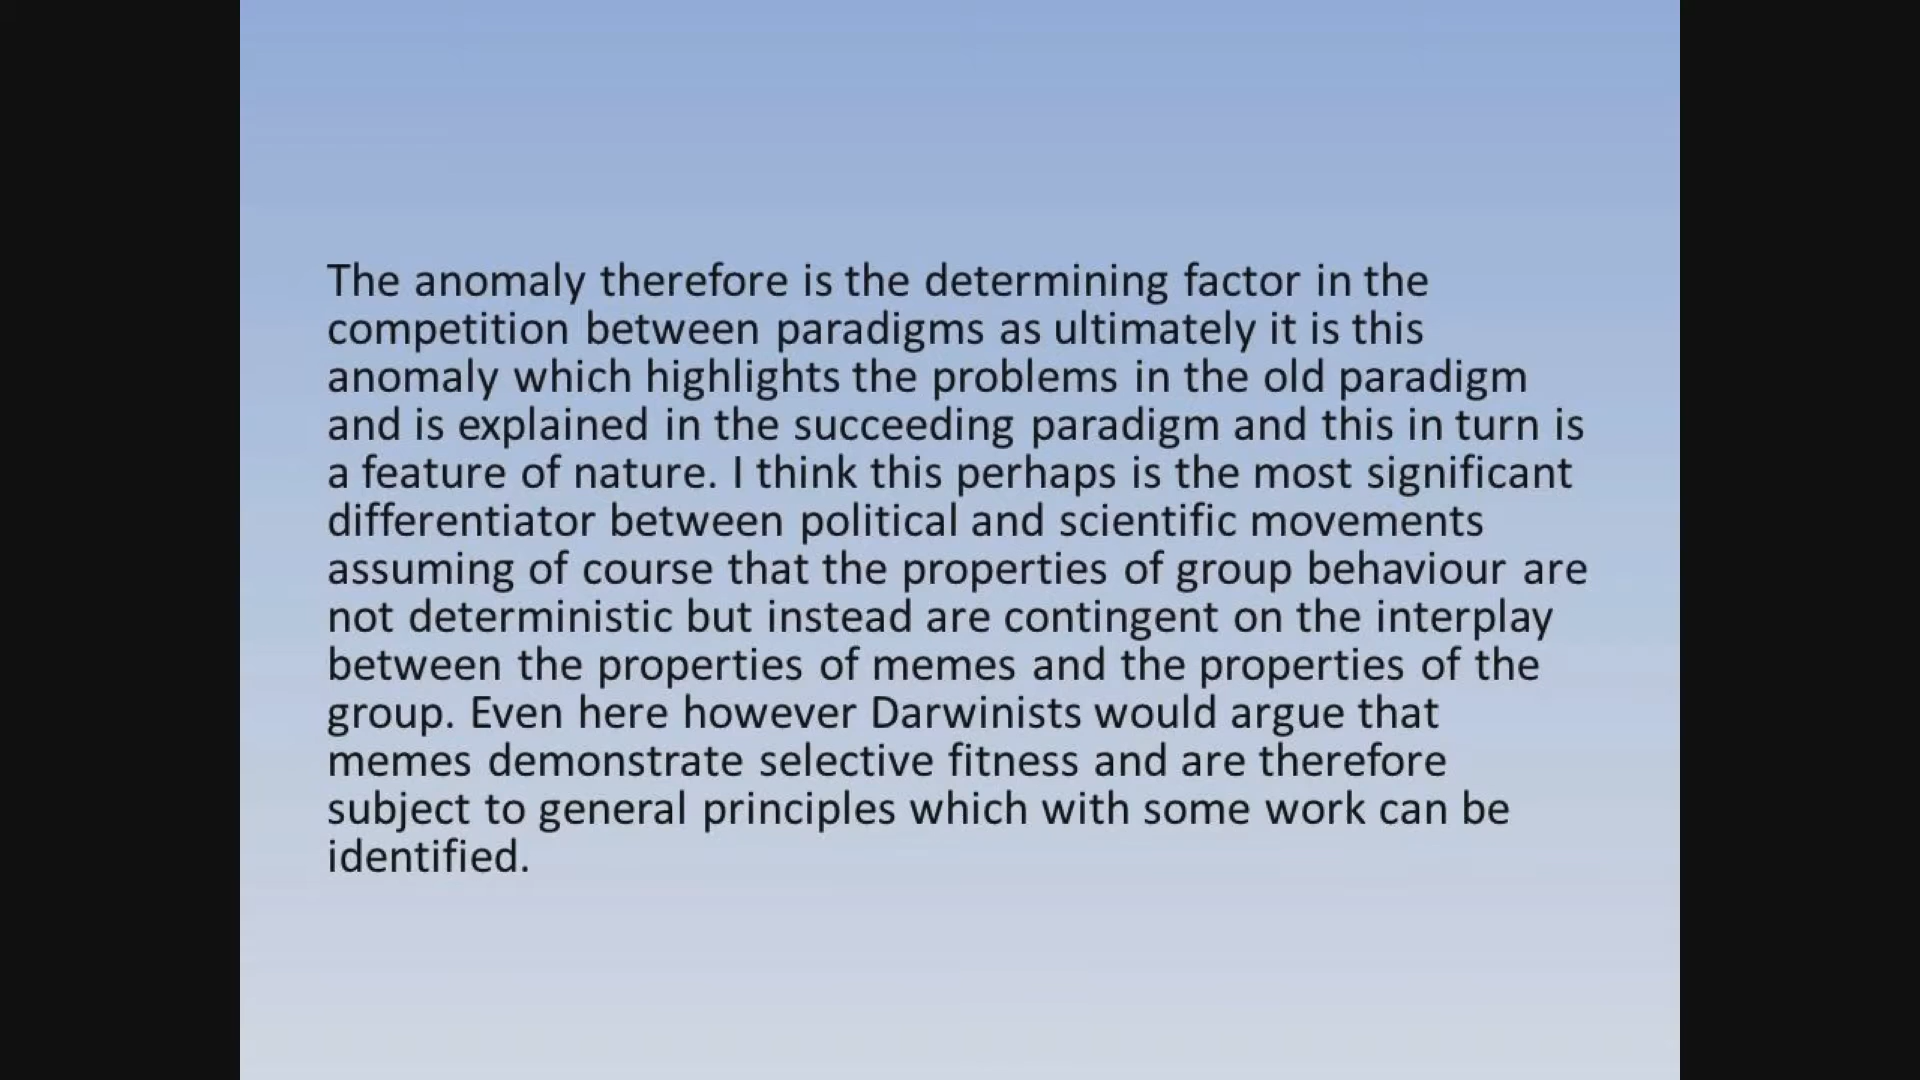 The anomaly therefore is the determining factor in the
competition between paradigms as ultimately it is this
anomaly which highlights the problems in the old paradigm
and is explained in the succeeding paradigm and this in turn is
a feature of nature. I think this perhaps is the most significant
differentiator between political and scientific movements
assuming of course that the properties of group behaviour are
not deterministic but instead are contingent on the interplay
between the properties of memes and the properties of the
group. Even here however Darwinists would argue that
memes demonstrate selective fitness and are therefore
subject to general principles which with some work can be
identified.